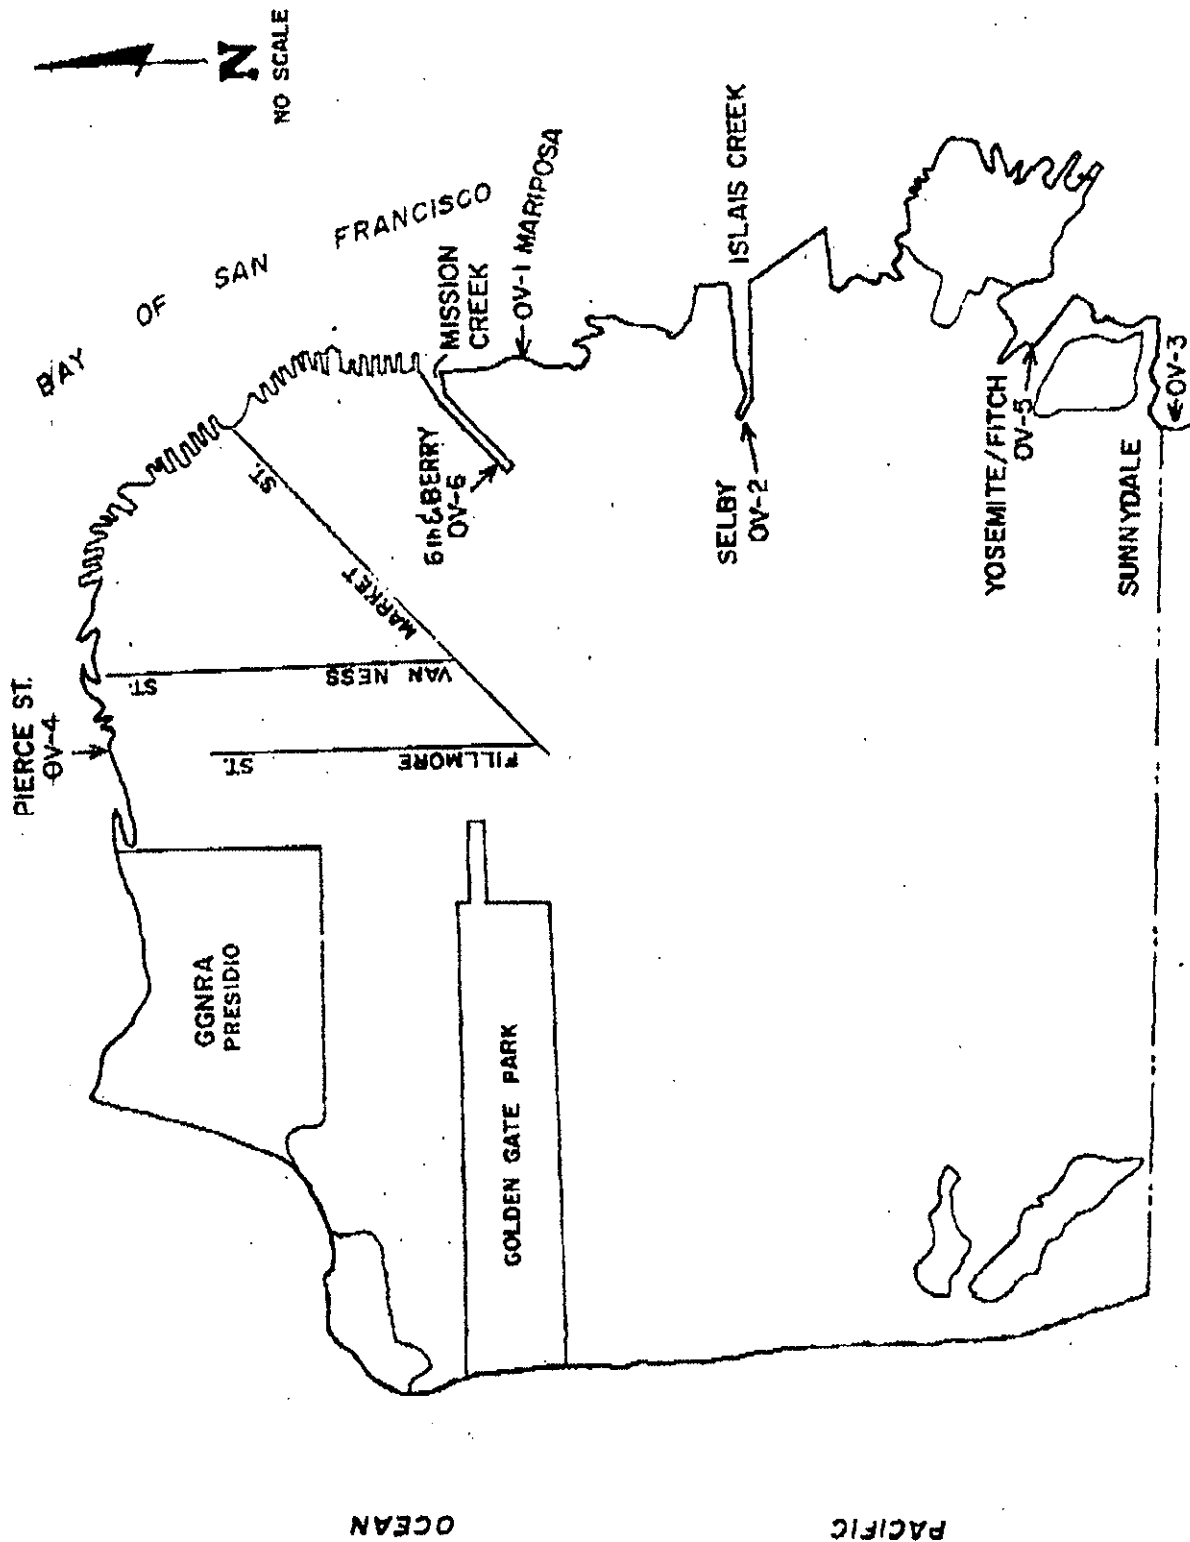 PIERCE ST.
OV-4
BAY OF SAN FRANCISCO
N
NO SCALE
GGNRA
PRESIDIO
FILLMORE ST.
VAN NESS ST.
MARKET ST.
6th & BERRY
OV-6
MISSION
CREEK
OV-1 MARIPOSA
GOLDEN GATE PARK
SELBY
OV-2
ISLAIS CREEK
YOSEMITE/FITCH
OV-5
SUNNYDALE
OV-3
PACIFIC OCEAN